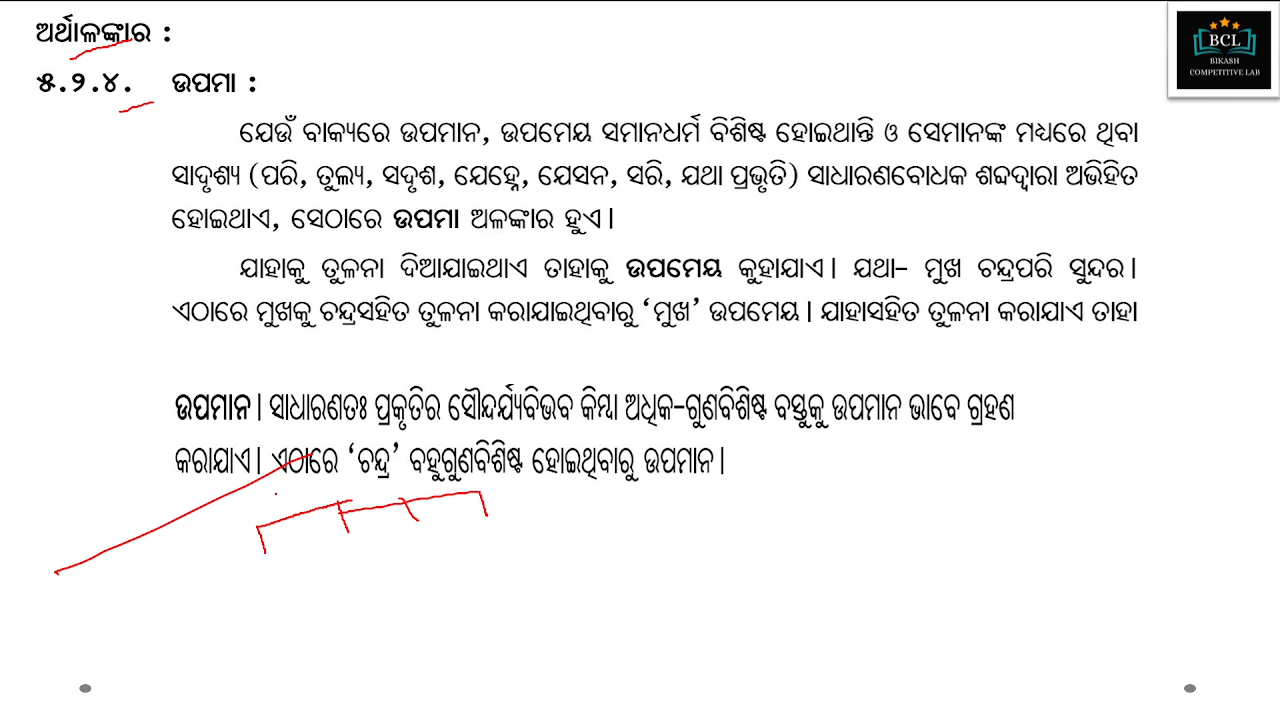 ଅର୍ଥାଳଙ୍କାର :
BCL
BIKASH
COMPETITIVE LAB
୫.୨.୪. ଉପମା :
ଯେଉଁ ବାକ୍ୟରେ ଉପମାନ, ଉପମେୟ ସମାନଧର୍ମ ବିଶିଷ୍ଟ ହୋଇଥାନ୍ତି ଓ ସେମାନଙ୍କ ମଧ୍ୟରେ ଥିବା
ସାଦୃଶ୍ୟ (ପରି, ତୁଲ୍ୟ, ସଦୃଶ, ଯେହ୍ନେ, ଯେସନ, ସରି, ଯଥା ପ୍ରଭୃତି) ସାଧାରଣବୋଧକ ଶବ୍ଦଦ୍ୱାରା ଅଭିହିତ
ହୋଇଥାଏ, ସେଠାରେ ଉପମା ଅଳଙ୍କାର ହୁଏ।
ଯାହାକୁ ତୁଳନା ଦିଆଯାଇଥାଏ ତାହାକୁ ଉପମେୟ କୁହାଯାଏ। ଯଥା- ମୁଖ ଚନ୍ଦ୍ରପରି ସୁନ୍ଦର।
ଏଠାରେ ମୁଖକୁ ଚନ୍ଦ୍ରସହିତ ତୁଳନା କରାଯାଇଥିବାରୁ ‘ମୁଖ’ ଉପମେୟ। ଯାହାସହିତ ତୁଳନା କରାଯାଏ ତାହା
ଉପମାନ। ସାଧାରଣତଃ ପ୍ରକୃତିର ସୌନ୍ଦର୍ଯ୍ୟବିଭବ କିମ୍ବା ଅଧିକ-ଗୁଣବିଶିଷ୍ଟ ବସ୍ତୁକୁ ଉପମାନ ଭାବେ ଗ୍ରହଣ
କରାଯାଏ। ଏଠାରେ ‘ଚନ୍ଦ୍ର’ ବହୁଗୁଣବିଶିଷ୍ଟ ହୋଇଥିବାରୁ ଉପମାନ।